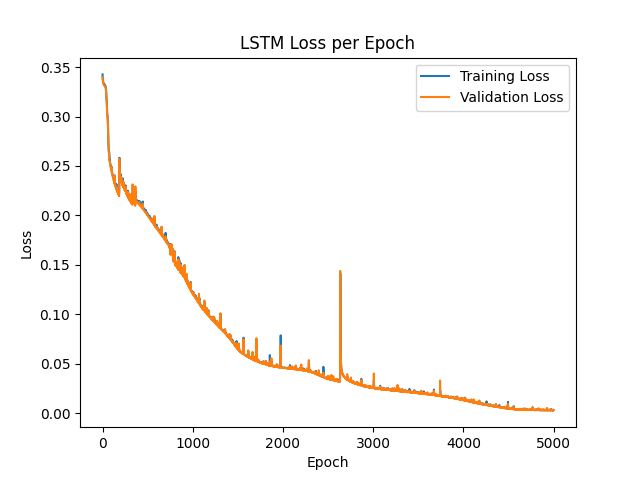 LSTM Loss per Epoch
Training Loss
Validation Loss
0.35
0.30
0.25
0.20
0.15
0.10
0.05
0.00
Loss
0 1000 2000 3000 4000 5000
Epoch